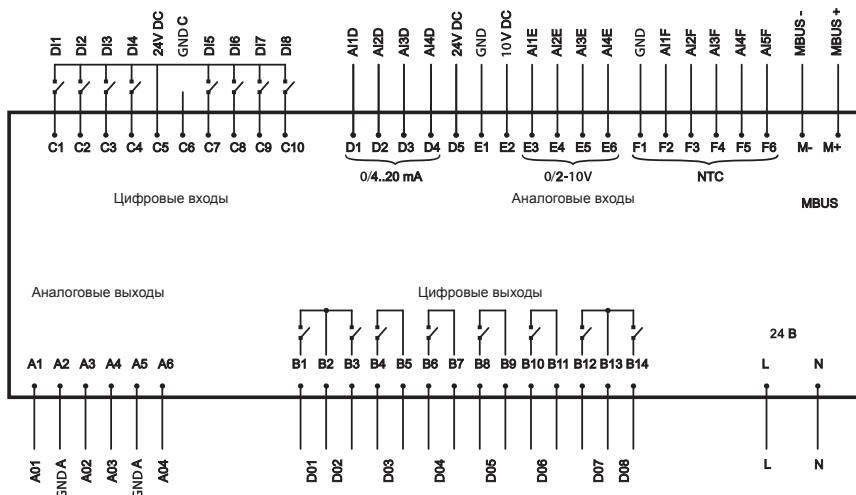 DI1 DI2 DI3 DI4 24V DC GND C DI5 DI6 DI7 DI8 AI1D AI2D AI3D AI4D 24V DC GND 10V DC AI1E AI2E AI3E AI4E GND AI1F AI2F AI3F AI4F AI5F MBUS - MBUS +
C1 C2 C3 C4 C5 C6 C7 C8 C9 C10 D1 D2 D3 D4 D5 E1 E2 E3 E4 E5 E6 F1 F2 F3 F4 F5 F6 M- M+
0/4..20 mA 0/2-10V NTC
Цифровые входы Аналоговые входы MBUS
Аналоговые выходы Цифровые выходы
24 В
A1 A2 A3 A4 A5 A6 B1 B2 B3 B4 B5 B6 B7 B8 B9 B10 B11 B12 B13 B14 L N
A01 GND A A02 A03 GND A A04 D01 D02 D03 D04 D05 D06 D07 D08 L N